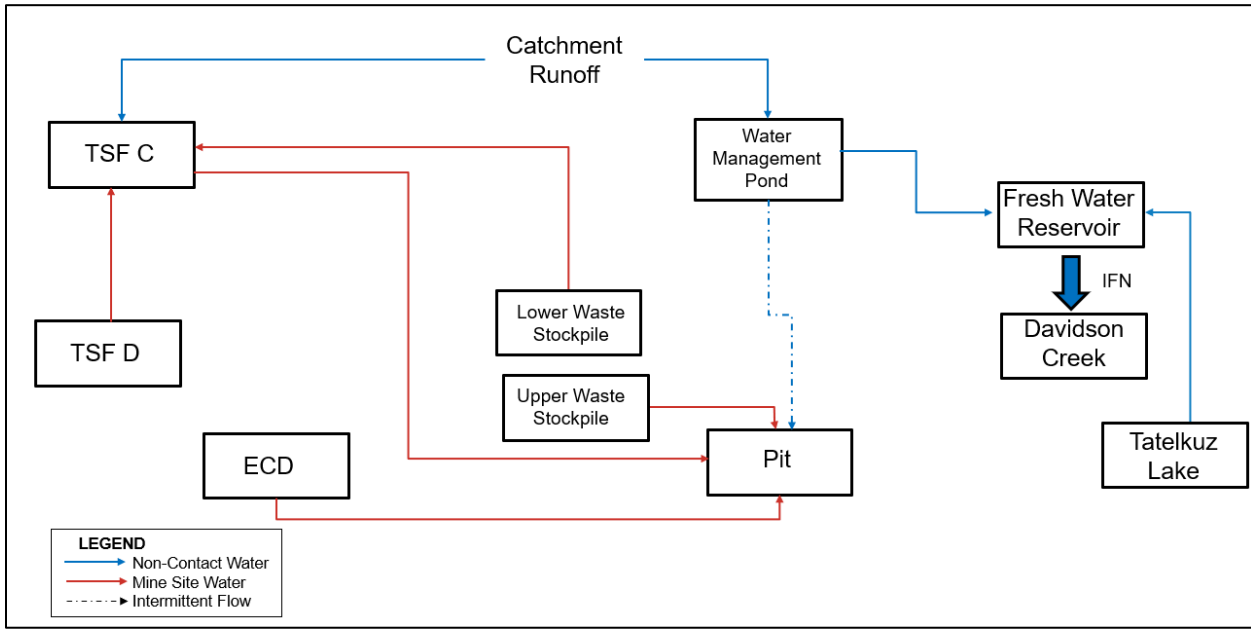 Catchment
Runoff
TSF C
Water
Management
Pond
Fresh Water
Reservoir
IFN
Lower Waste
Stockpile
Davidson
Creek
TSF D
Upper Waste
Stockpile
Tatelkuz
Lake
ECD
Pit
LEGEND
Non-Contact Water
Mine Site Water
Intermittent Flow